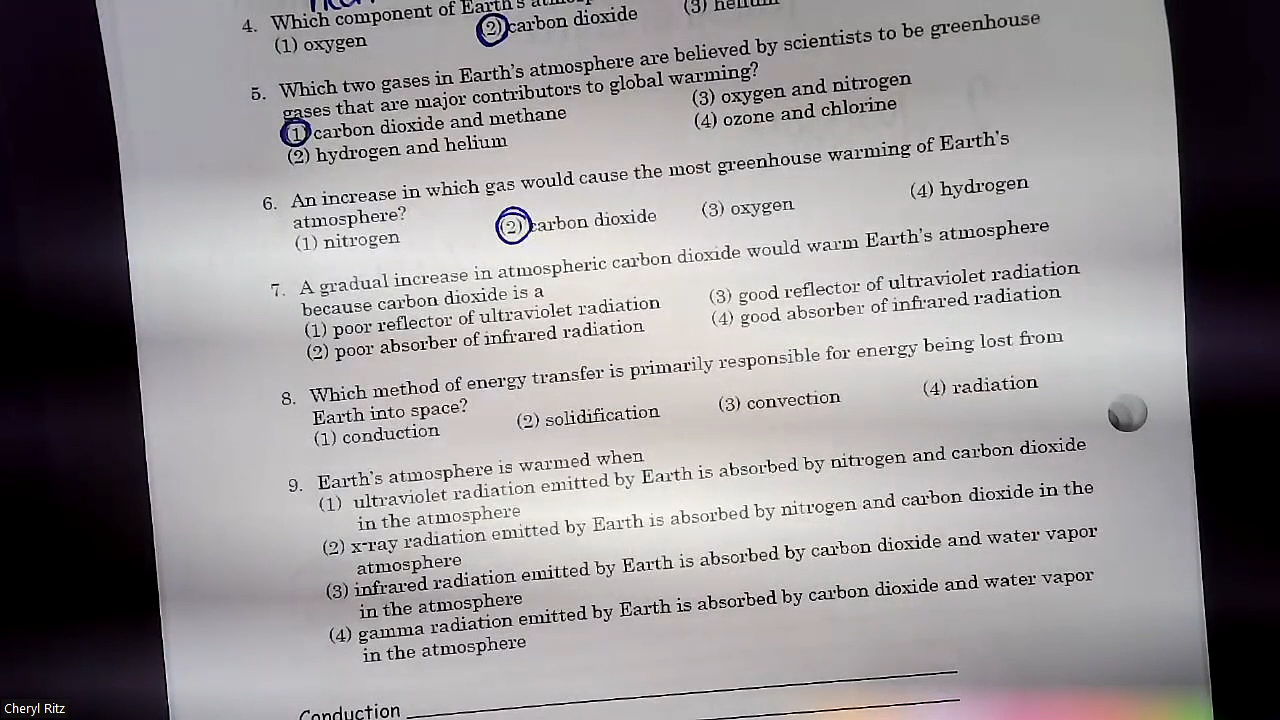 4. Which component of Earth's
(1) oxygen (2) carbon dioxide (3) helium
5. Which two gases in Earth's atmosphere are believed by scientists to be greenhouse
gases that are major contributors to global warming?
(1) carbon dioxide and methane (3) oxygen and nitrogen
(2) hydrogen and helium (4) ozone and chlorine
6. An increase in which gas would cause the most greenhouse warming of Earth's
atmosphere?
(1) nitrogen (2) carbon dioxide (3) oxygen (4) hydrogen
7. A gradual increase in atmospheric carbon dioxide would warm Earth's atmosphere
because carbon dioxide is a
(1) poor reflector of ultraviolet radiation (3) good reflector of ultraviolet radiation
(2) poor absorber of infrared radiation (4) good absorber of infrared radiation
8. Which method of energy transfer is primarily responsible for energy being lost from
Earth into space?
(1) conduction (2) solidification (3) convection (4) radiation
9. Earth's atmosphere is warmed when
(1) ultraviolet radiation emitted by Earth is absorbed by nitrogen and carbon dioxide
in the atmosphere
(2) x-ray radiation emitted by Earth is absorbed by nitrogen and carbon dioxide in the
atmosphere
(3) infrared radiation emitted by Earth is absorbed by carbon dioxide and water vapor
in the atmosphere
(4) gamma radiation emitted by Earth is absorbed by carbon dioxide and water vapor
in the atmosphere
Conduction
Cheryl Ritz